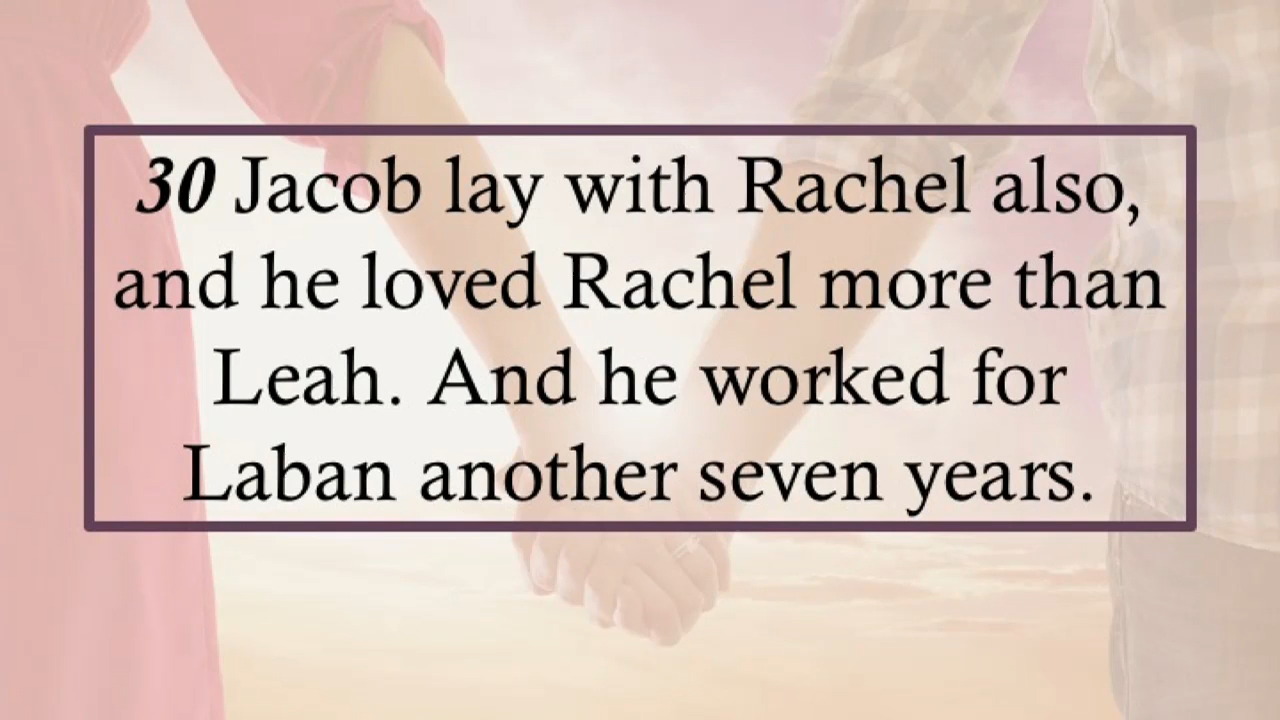 30 Jacob lay with Rachel also,
and he loved Rachel more than
Leah. And he worked for
Laban another seven years.